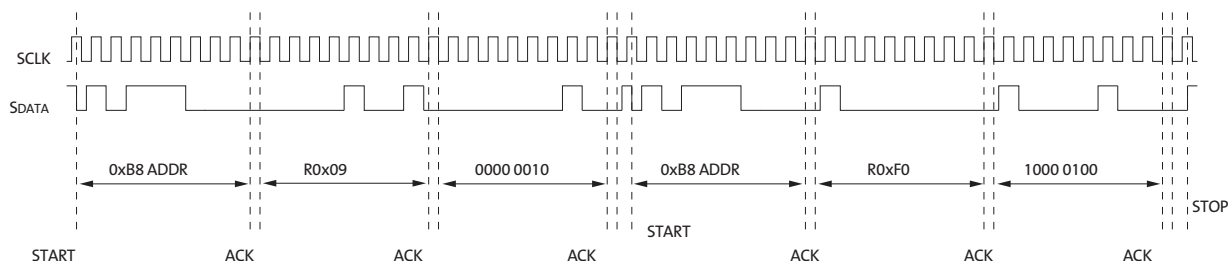 SCLK
SDATA
0xB8 ADDR R0x09 0000 0010 0xB8 ADDR R0xF0 1000 0100
STOP
START
START ACK ACK ACK ACK ACK ACK